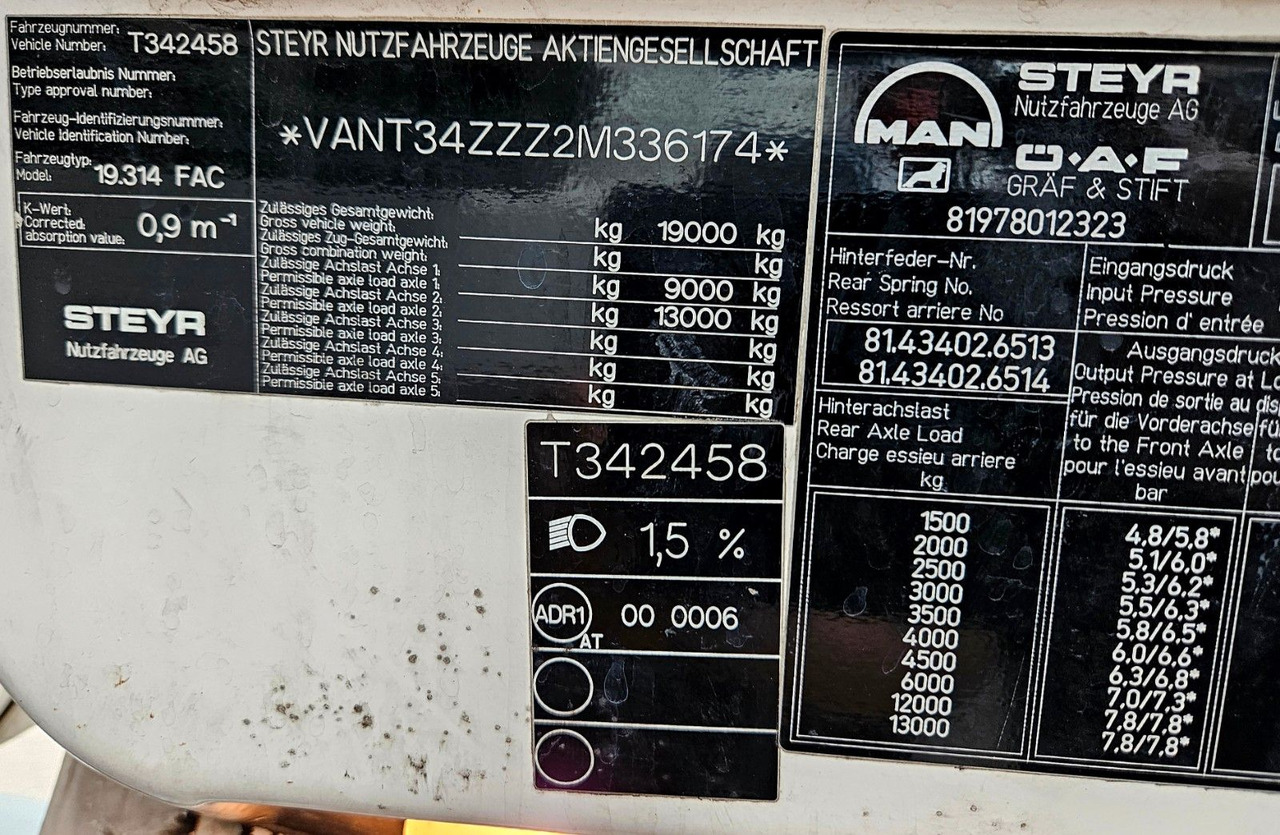 Fahrzeugnummer:
Vehicle Number: T342458
Betriebserlaubnis Nummer:
Type approval number:
Fahrzeug-Identifizierungsnummer:
Vehicle Identification Number:
Fahrzeugtyp:
Model: 19.314 FAC
K-Wert:
Corrected
absorption value: 0,9 m⁻¹
STEYR
Nutzfahrzeuge AG
STEYR NUTZFAHRZEUGE AKTIENGESELLSCHAFT
*VANT34ZZZ2M336174*
Zulässiges Gesamtgewicht:
Gross vehicle weight: kg 19000 kg
Zulässiges Zug-Gesamtgewicht:
Gross combination weight: kg kg
Zulässige Achslast Achse 1:
Permissible axle load axle 1: kg 9000 kg
Zulässige Achslast Achse 2:
Permissible axle load axle 2: kg 13000 kg
Zulässige Achslast Achse 3:
Permissible axle load axle 3: kg kg
Zulässige Achslast Achse 4:
Permissible axle load axle 4: kg kg
Zulässige Achslast Achse 5:
Permissible axle load axle 5: kg kg
T342458
1,5 %
ADR1 00 0006
AT
MAN
STEYR
Nutzfahrzeuge AG
Ö·A·F
GRÄF & STIFT
81978012323
Hinterfeder-Nr.
Rear Spring No.
Ressort arriere No
81.43402.6513
81.43402.6514
Hinterachslast
Rear Axle Load
Charge essieu arriere
kg
1500
2000
2500
3000
3500
4000
4500
6000
12000
13000
Eingangsdruck
Input Pressure
Pression d' entrée
Ausgangsdruck
Output Pressure at Lo
Pression de sortie au dis
für die Vorderachse fü
to the Front Axle to
pour l'essieu avant pou
bar
4,8/5,8*
5,1/6,0*
5,3/6,2*
5,5/6,3*
5,8/6,5*
6,0/6,6*
6,3/6,8*
7,0/7,3*
7,8/7,8*
7,8/7,8*